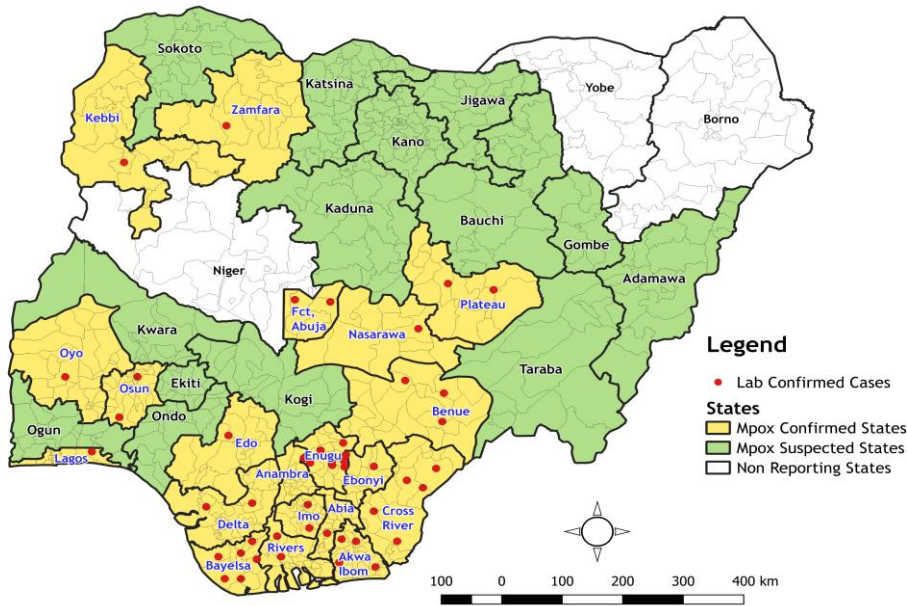 Sokoto
Katsina
Jigawa
Yobe
Borno
Kebbi
Zamfara
Kano
Kaduna
Bauchi
Gombe
Niger
Adamawa
Fct,
Abuja
Plateau
Nasarawa
Kwara
Oyo
Osun
Ekiti
Kogi
Taraba
Benue
Ogun
Ondo
Edo
Lagos
Enugu
Anambra
Ebonyi
Delta
Imo
Abia
Cross
River
Bayelsa
Rivers
Akwa
Ibom
Legend
Lab Confirmed Cases
States
Mpox Confirmed States
Mpox Suspected States
Non Reporting States
100 0 100 200 300 400 km